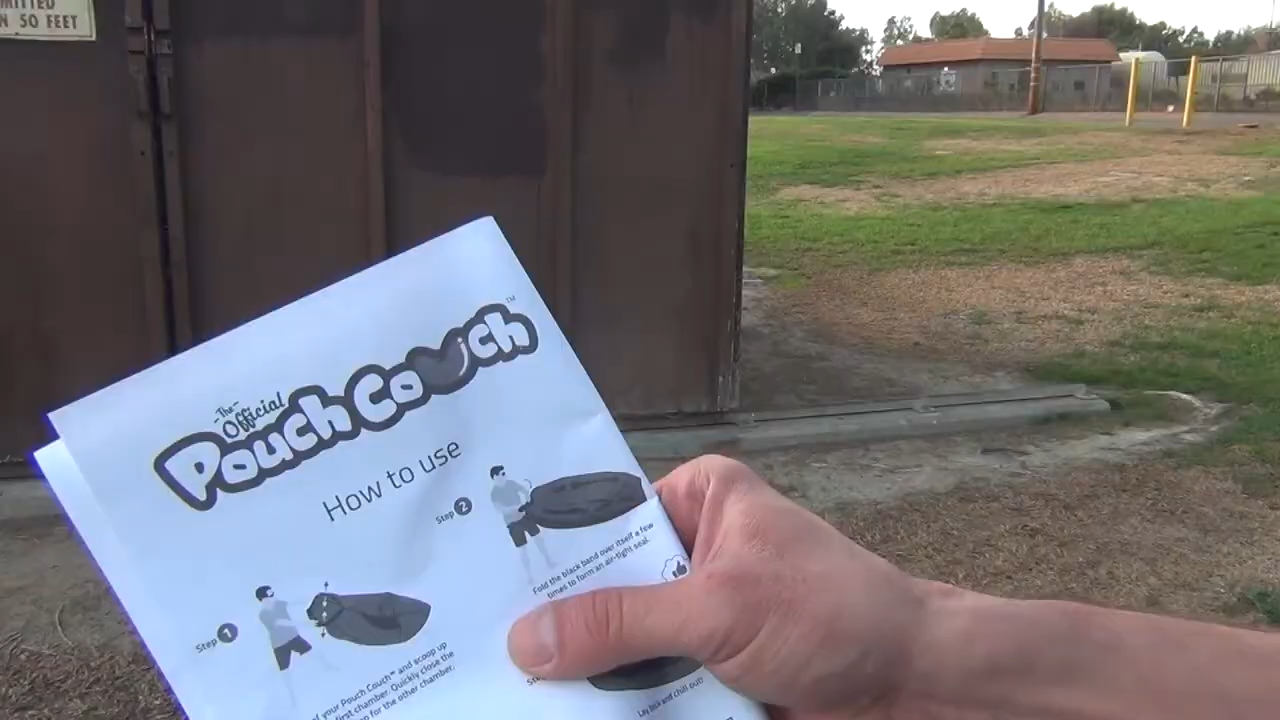 MITTED
N 50 FEET
-The-
Official
Pouch Couch™
How to use
Step 2
Fold the black band over itself a few
times to form an air-tight seal.
Step 1
of your Pouch Couch™ and scoop up
first chamber. Quickly close the
for the other chamber.
Lay back and chill out!